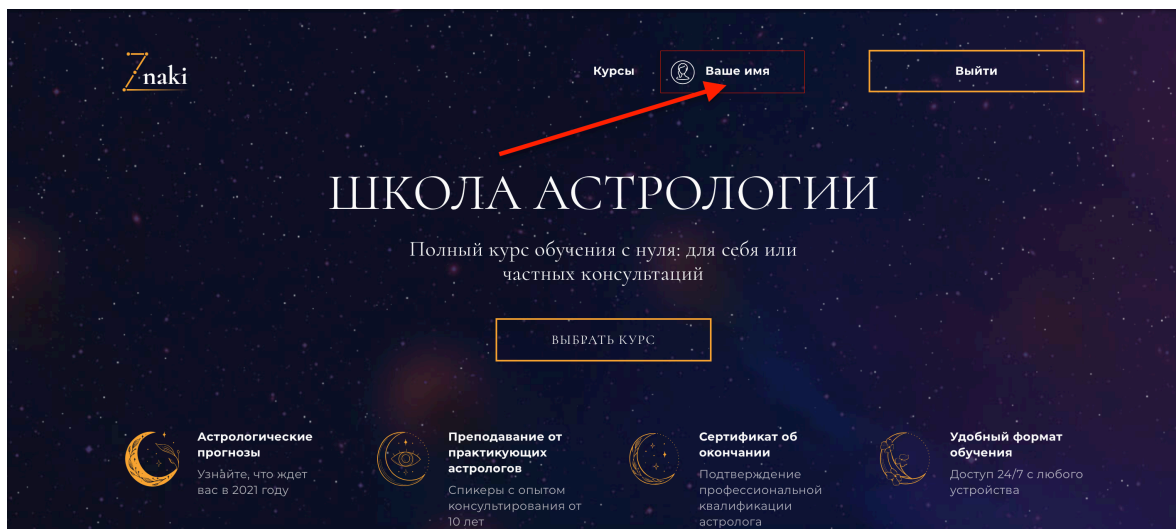 Znaki
Курсы
Ваше имя
Выйти
ШКОЛА АСТРОЛОГИИ
Полный курс обучения с нуля: для себя или
частных консультаций
ВЫБРАТЬ КУРС
Астрологические
прогнозы
Узнайте, что ждет
вас в 2021 году
Преподавание от
практикующих
астрологов
Спикеры с опытом
консультирования от
10 лет
Сертификат об
окончании
Подтверждение
профессиональной
квалификации
астролога
Удобный формат
обучения
Доступ 24/7 с любого
устройства